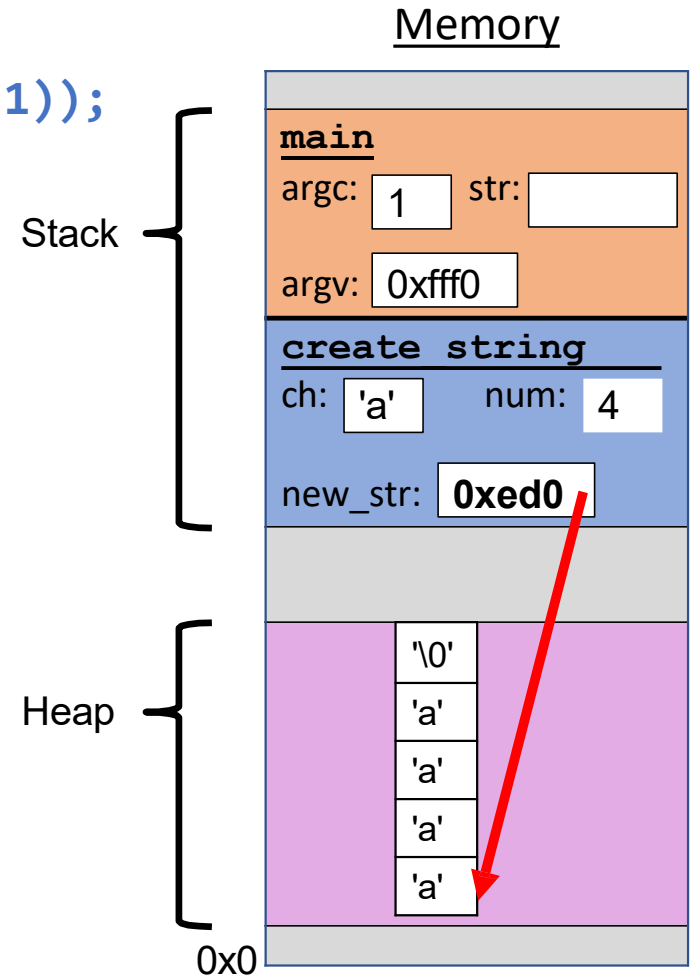 Memory
1));
main
argc: 1 str:
Stack
argv: 0xfff0
create string
ch: 'a' num: 4
new_str: 0xed0
'\0'
Heap
'a'
'a'
'a'
'a'
0x0